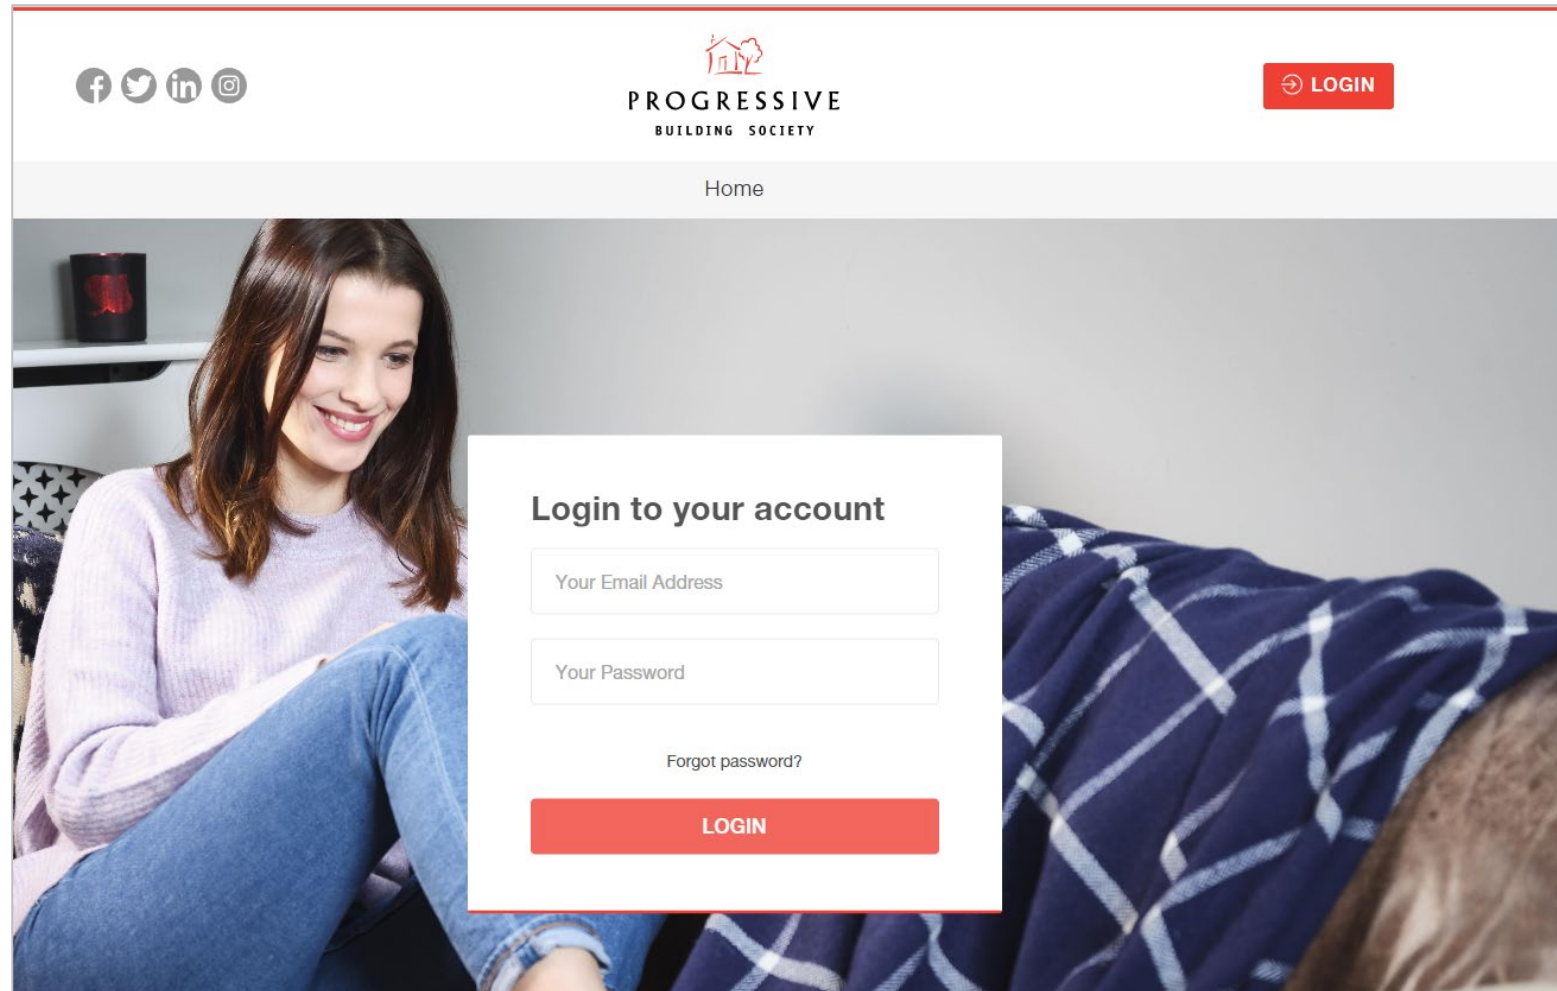 PROGRESSIVE
BUILDING SOCIETY
LOGIN
Home
Login to your account
Your Email Address
Your Password
Forgot password?
LOGIN